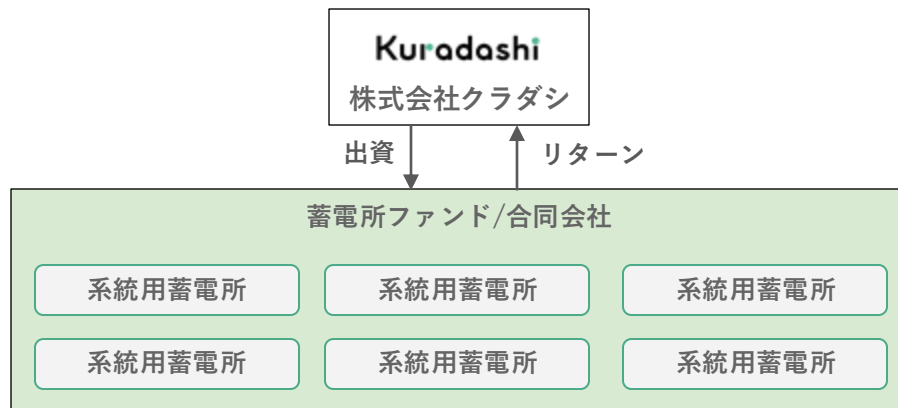 Kuradashi
株式会社クラダシ
出資 リターン
蓄電所ファンド/合同会社
系統用蓄電所 系統用蓄電所 系統用蓄電所
系統用蓄電所 系統用蓄電所 系統用蓄電所